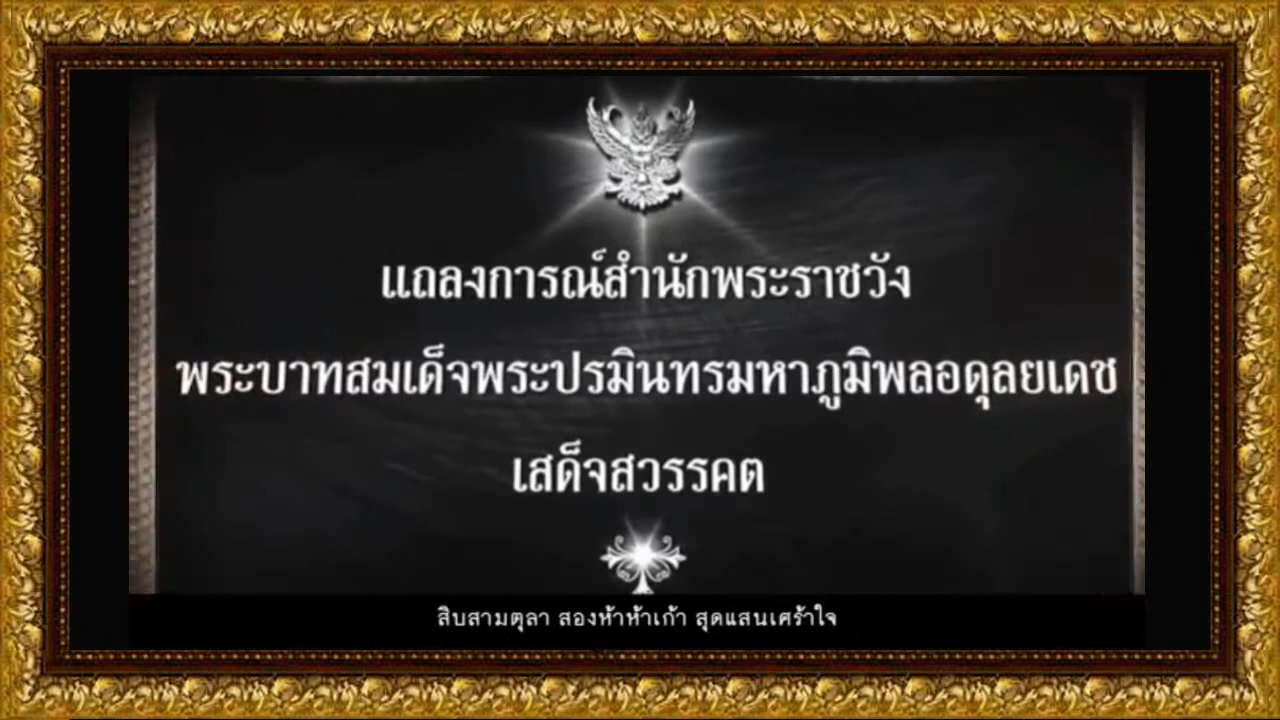 แถลงการณ์สำนักพระราชวัง
พระบาทสมเด็จพระปรมินทรมหาภูมิพลอดุลยเดช
เสด็จสวรรคต
สิบสามตุลา สองห้าห้าเก้า สุดแสนเศร้าใจ